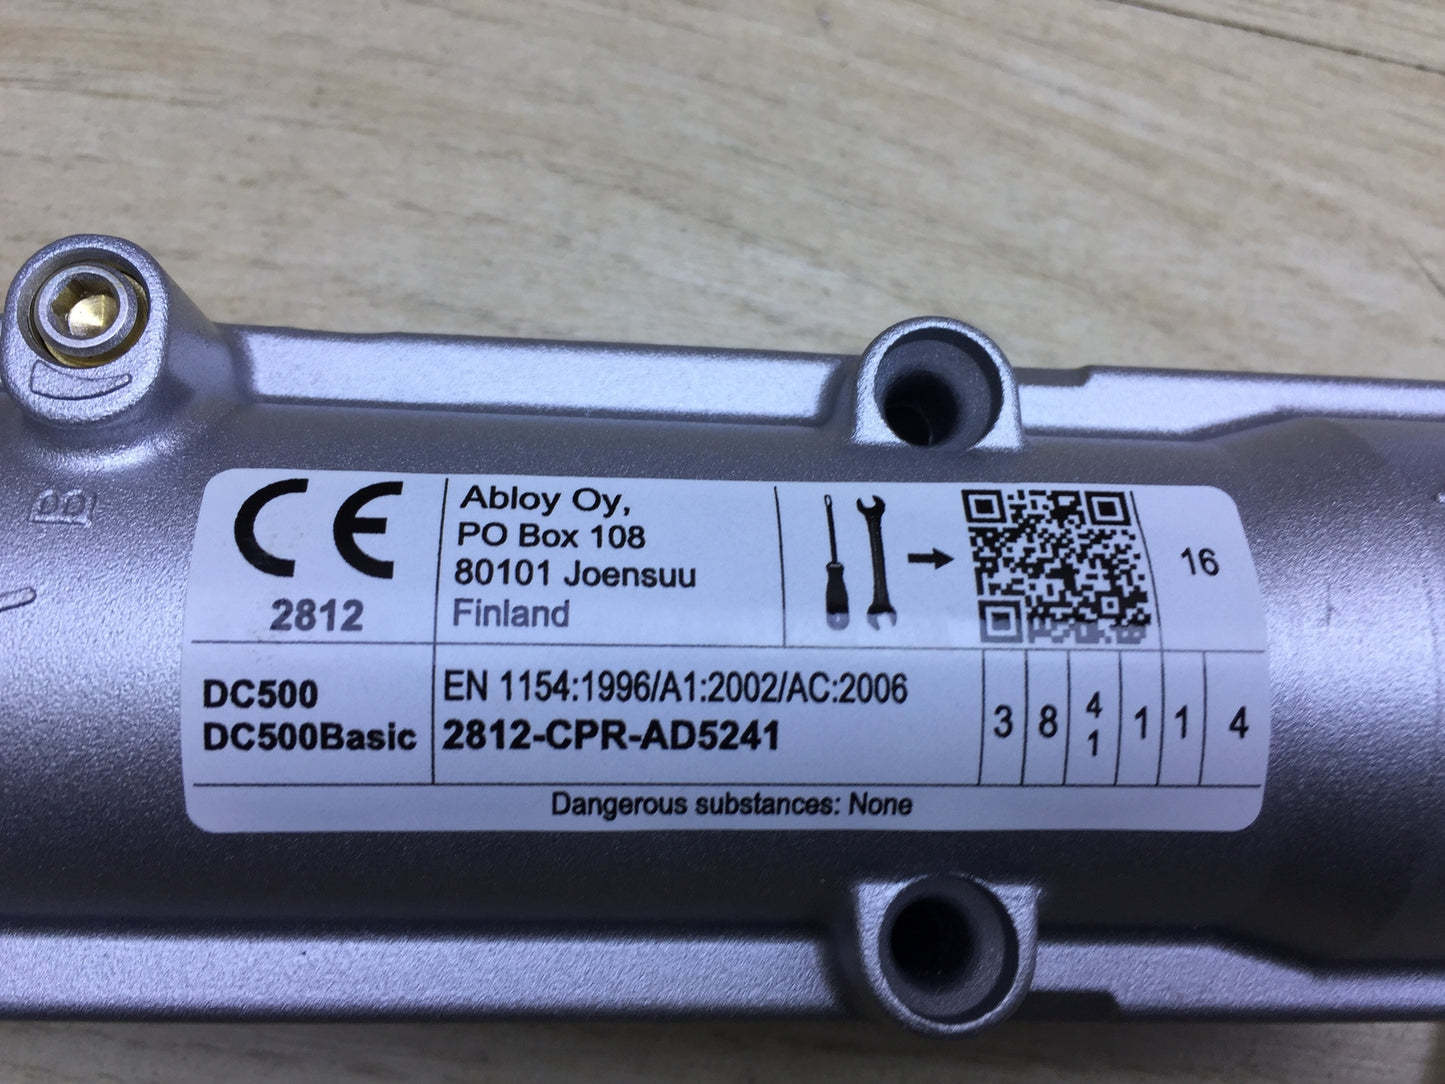 CE
2812
Abloy Oy,
PO Box 108
80101 Joensuu
Finland
16
DC500
DC500Basic
EN 1154:1996/A1:2002/AC:2006
2812-CPR-AD5241
3 8 4/1 1 1 4
Dangerous substances: None
B